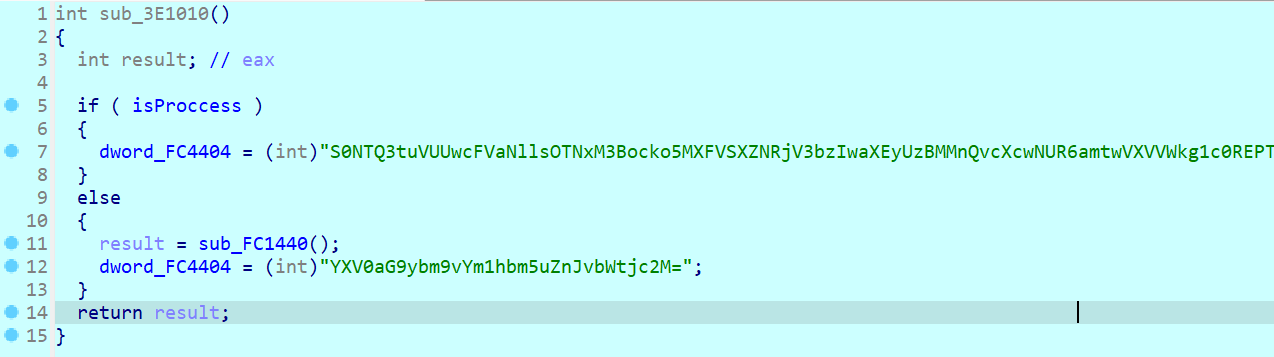 1 int sub_3E1010()
2 {
3   int result; // eax
4
5   if ( isProccess )
6   {
7     dword_FC4404 = (int)"S0NTQ3tuVUUwcFVaNllsOTNxM3Bocko5MXFVSXZNRjV3bzIwaXEyUzBMMnQvcXcwNUR6amtwVXVVWkg1c0REPT
8   }
9   else
10   {
11     result = sub_FC1440();
12     dword_FC4404 = (int)"YXV0aG9ybm9vYm1hbm5uZnJvbWtjc2M=";
13   }
14   return result;
15 }